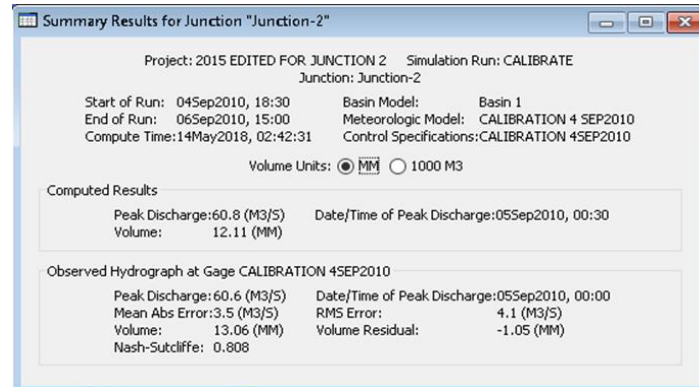 Summary Results for Junction "Junction-2"
Project: 2015 EDITED FOR JUNCTION 2 Simulation Run: CALIBRATE
Junction: Junction-2
Start of Run: 04Sep2010, 18:30 Basin Model: Basin 1
End of Run: 06Sep2010, 15:00 Meteorologic Model: CALIBRATION 4 SEP2010
Compute Time:14May2018, 02:42:31 Control Specifications:CALIBRATION 4SEP2010
Volume Units: MM 1000 M3
Computed Results
Peak Discharge:60.8 (M3/S) Date/Time of Peak Discharge:05Sep2010, 00:30
Volume: 12.11 (MM)
Observed Hydrograph at Gage CALIBRATION 4SEP2010
Peak Discharge:60.6 (M3/S) Date/Time of Peak Discharge:05Sep2010, 00:00
Mean Abs Error:3.5 (M3/S) RMS Error: 4.1 (M3/S)
Volume: 13.06 (MM) Volume Residual: -1.05 (MM)
Nash-Sutcliffe: 0.808